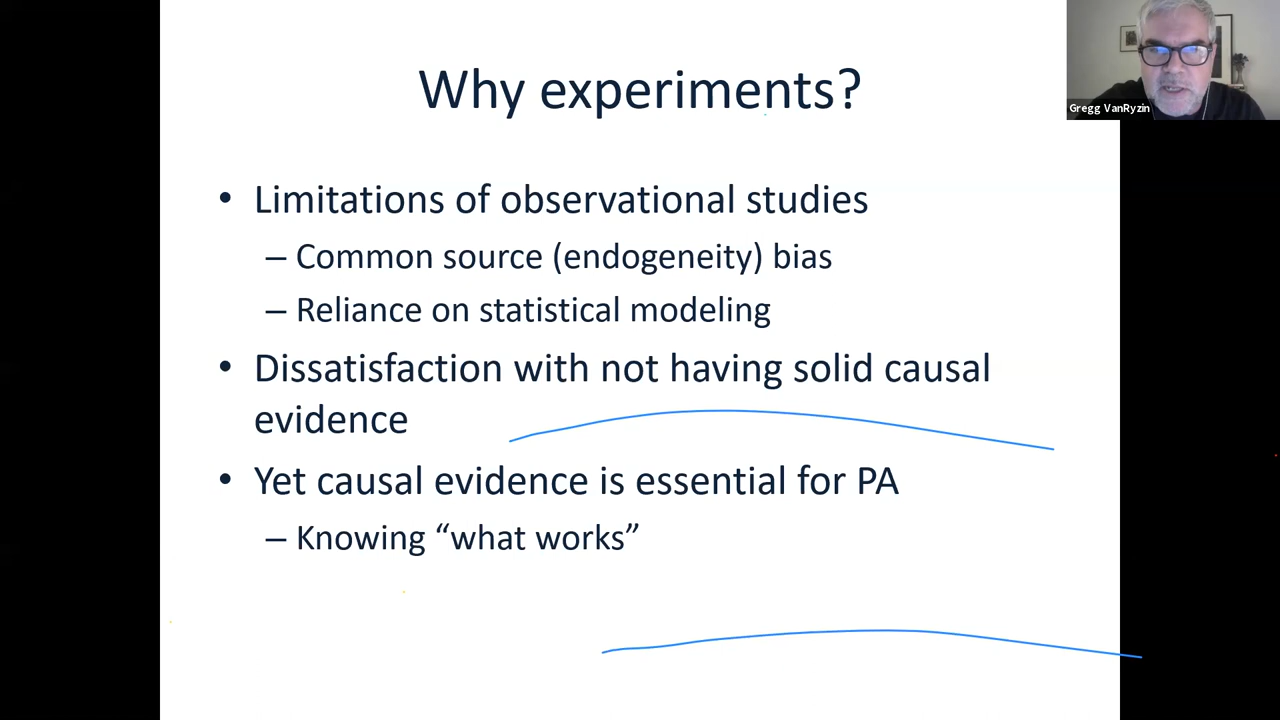 Why experiments?
Gregg VanRyzin
• Limitations of observational studies
– Common source (endogeneity) bias
– Reliance on statistical modeling
• Dissatisfaction with not having solid causal
evidence
• Yet causal evidence is essential for PA
– Knowing “what works”